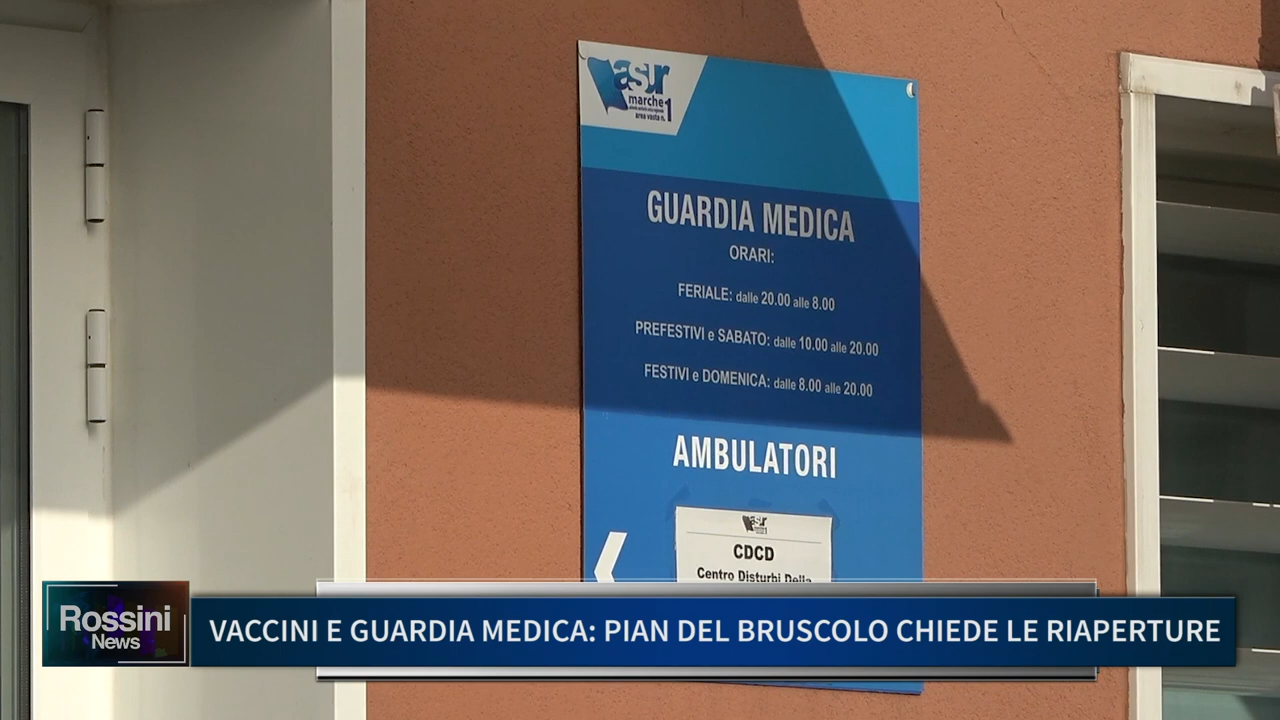 asur
marche
area vasta n. 1
GUARDIA MEDICA
ORARI:
FERIALE: dalle 20.00 alle 8.00
PREFESTIVI e SABATO: dalle 10.00 alle 20.00
FESTIVI e DOMENICA: dalle 8.00 alle 20.00
AMBULATORI
CDCD
Centro Disturbi Della
Rossini
News
VACCINI E GUARDIA MEDICA: PIAN DEL BRUSCOLO CHIEDE LE RIAPERTURE